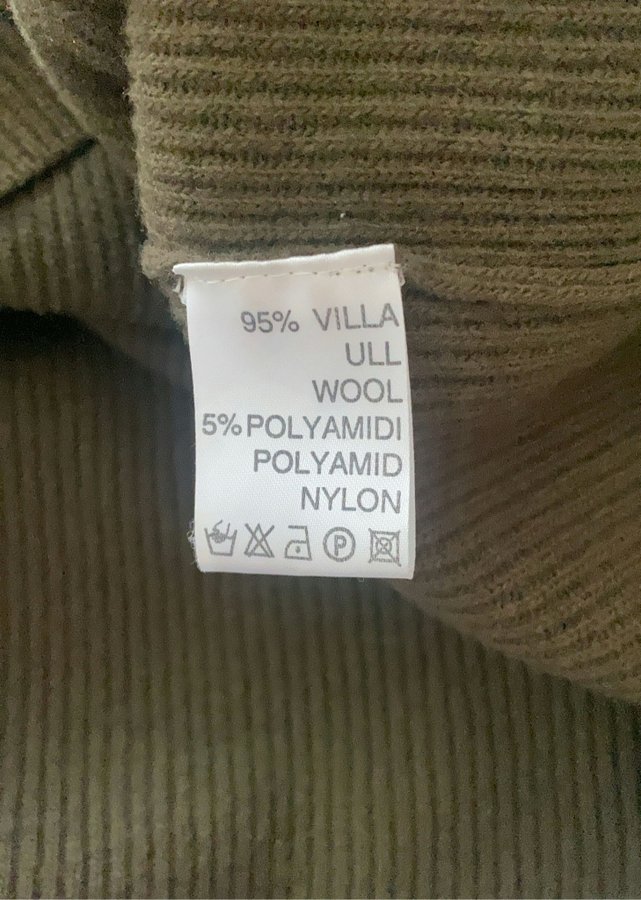 95% VILLA
ULL
WOOL
5% POLYAMIDI
POLYAMID
NYLON
P